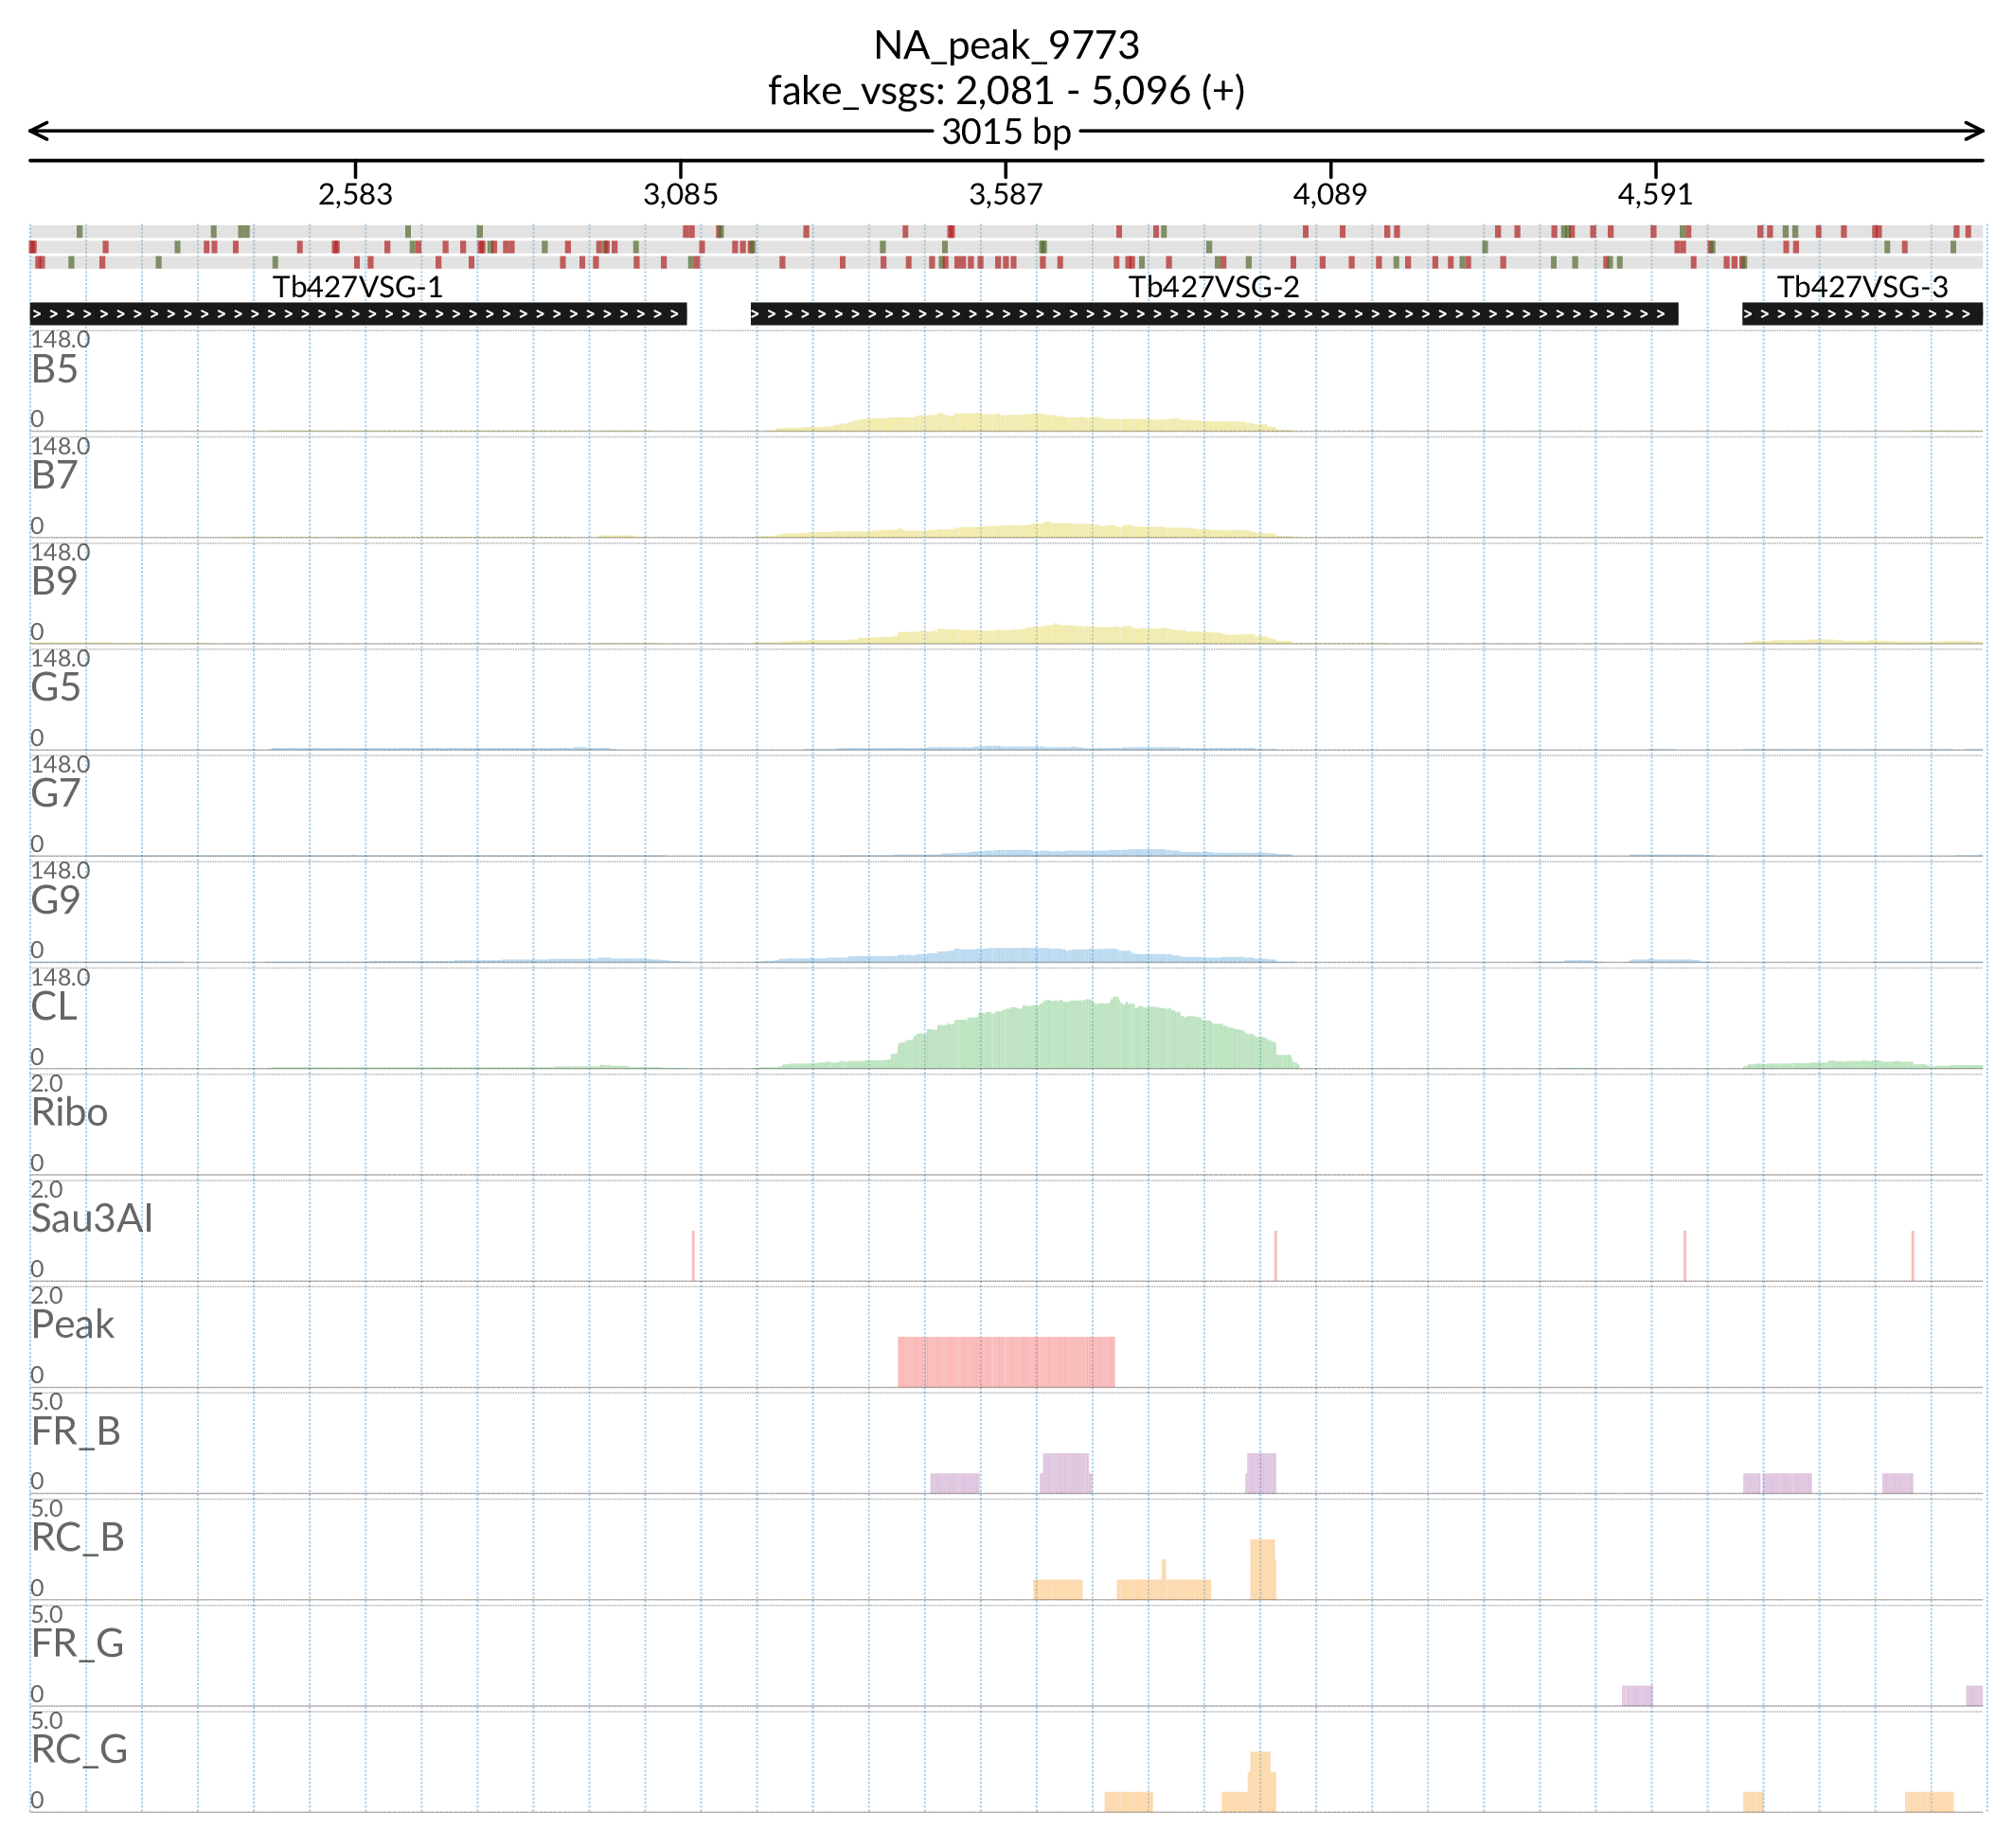 NA_peak_9773
fake_vsgs: 2,081 - 5,096 (+)
3015 bp
2,583 3,085 3,587 4,089 4,591
Tb427VSG-1 Tb427VSG-2 Tb427VSG-3
148.0
B5
0
148.0
B7
0
148.0
B9
0
148.0
G5
0
148.0
G7
0
148.0
G9
0
148.0
CL
0
2.0
Ribo
0
2.0
Sau3AI
0
2.0
Peak
0
5.0
FR_B
0
5.0
RC_B
0
5.0
FR_G
0
5.0
RC_G
0